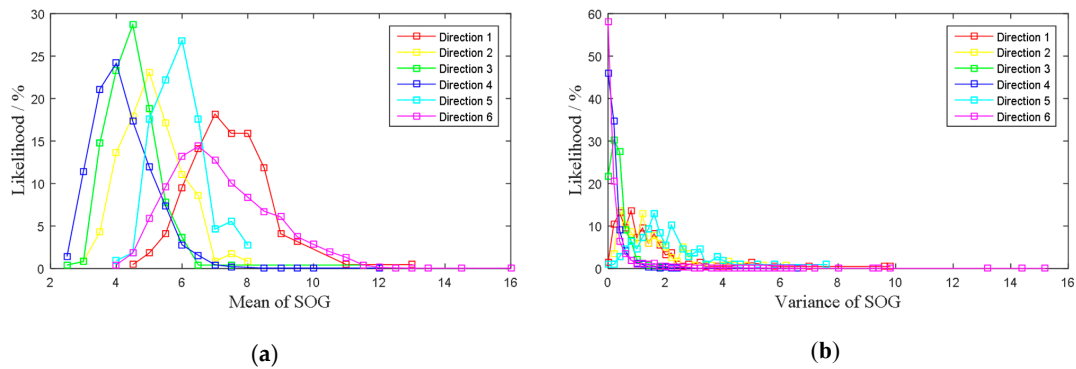 30
25
20
15
10
5
0
2 4 6 8 10 12 14 16
Likelihood / %
Mean of SOG
Direction 1
Direction 2
Direction 3
Direction 4
Direction 5
Direction 6
(a)
60
50
40
30
20
10
0
0 2 4 6 8 10 12 14 16
Likelihood / %
Variance of SOG
Direction 1
Direction 2
Direction 3
Direction 4
Direction 5
Direction 6
(b)